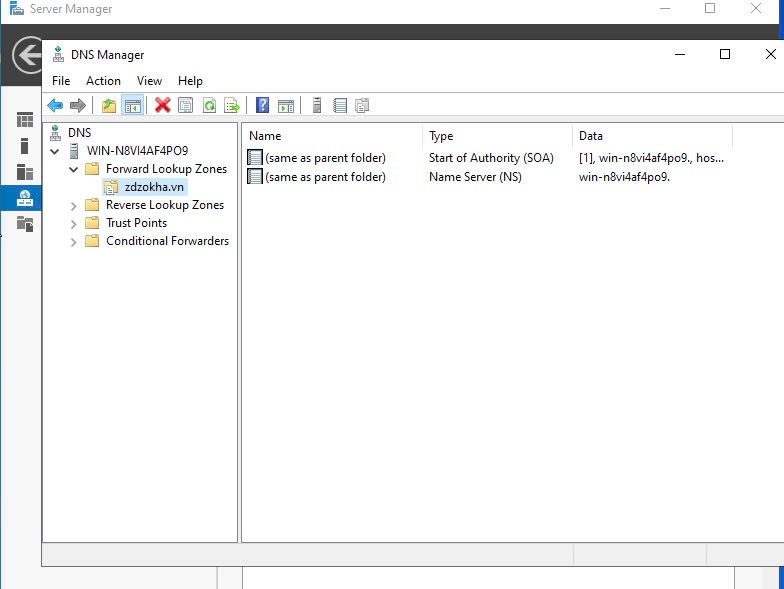 Server Manager
DNS Manager
File Action View Help
DNS
WIN-N8VI4AF4PO9
Forward Lookup Zones
zdzokha.vn
Reverse Lookup Zones
Trust Points
Conditional Forwarders
Name Type Data
(same as parent folder) Start of Authority (SOA) [1], win-n8vi4af4po9., hos...
(same as parent folder) Name Server (NS) win-n8vi4af4po9.